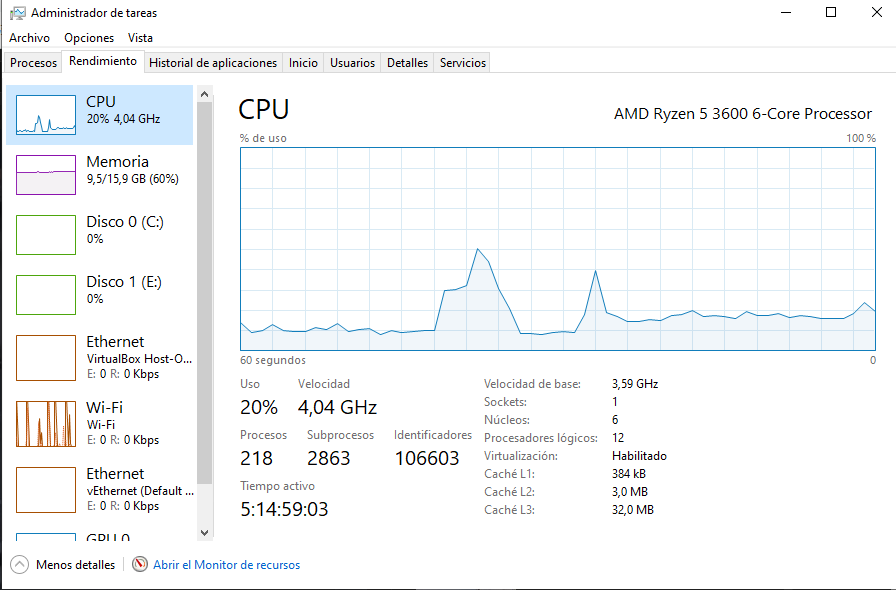 Administrador de tareas
Archivo Opciones Vista
Procesos Rendimiento Historial de aplicaciones Inicio Usuarios Detalles Servicios
CPU
20% 4,04 GHz
Memoria
9,5/15,9 GB (60%)
Disco 0 (C:)
0%
Disco 1 (E:)
0%
Ethernet
VirtualBox Host-O...
E: 0 R: 0 Kbps
Wi-Fi
Wi-Fi
E: 0 R: 0 Kbps
Ethernet
vEthernet (Default ...
E: 0 R: 0 Kbps
GPU 0
CPU
AMD Ryzen 5 3600 6-Core Processor
% de uso 100 %
60 segundos 0
Uso Velocidad
20% 4,04 GHz
Procesos Subprocesos Identificadores
218 2863 106603
Tiempo activo
5:14:59:03
Velocidad de base: 3,59 GHz
Sockets: 1
Núcleos: 6
Procesadores lógicos: 12
Virtualización: Habilitado
Caché L1: 384 kB
Caché L2: 3,0 MB
Caché L3: 32,0 MB
Menos detalles Abrir el Monitor de recursos